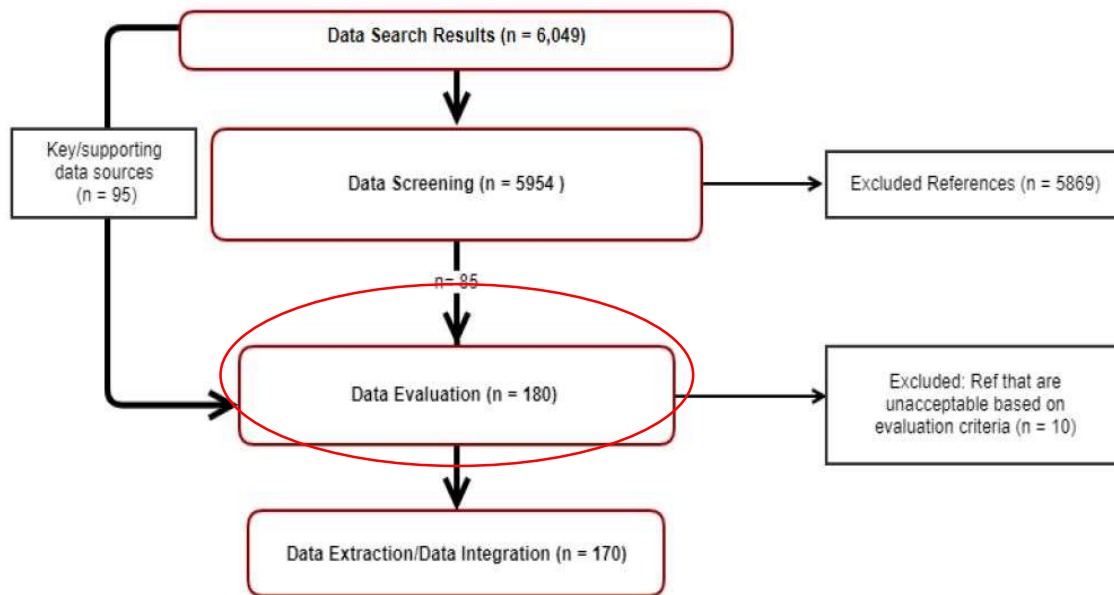 Data Search Results (n = 6,049)
Key/supporting
data sources
(n = 95)
Data Screening (n = 5954 )
Excluded References (n = 5869)
n= 85
Data Evaluation (n = 180)
Excluded: Ref that are
unacceptable based on
evaluation criteria (n = 10)
Data Extraction/Data Integration (n = 170)